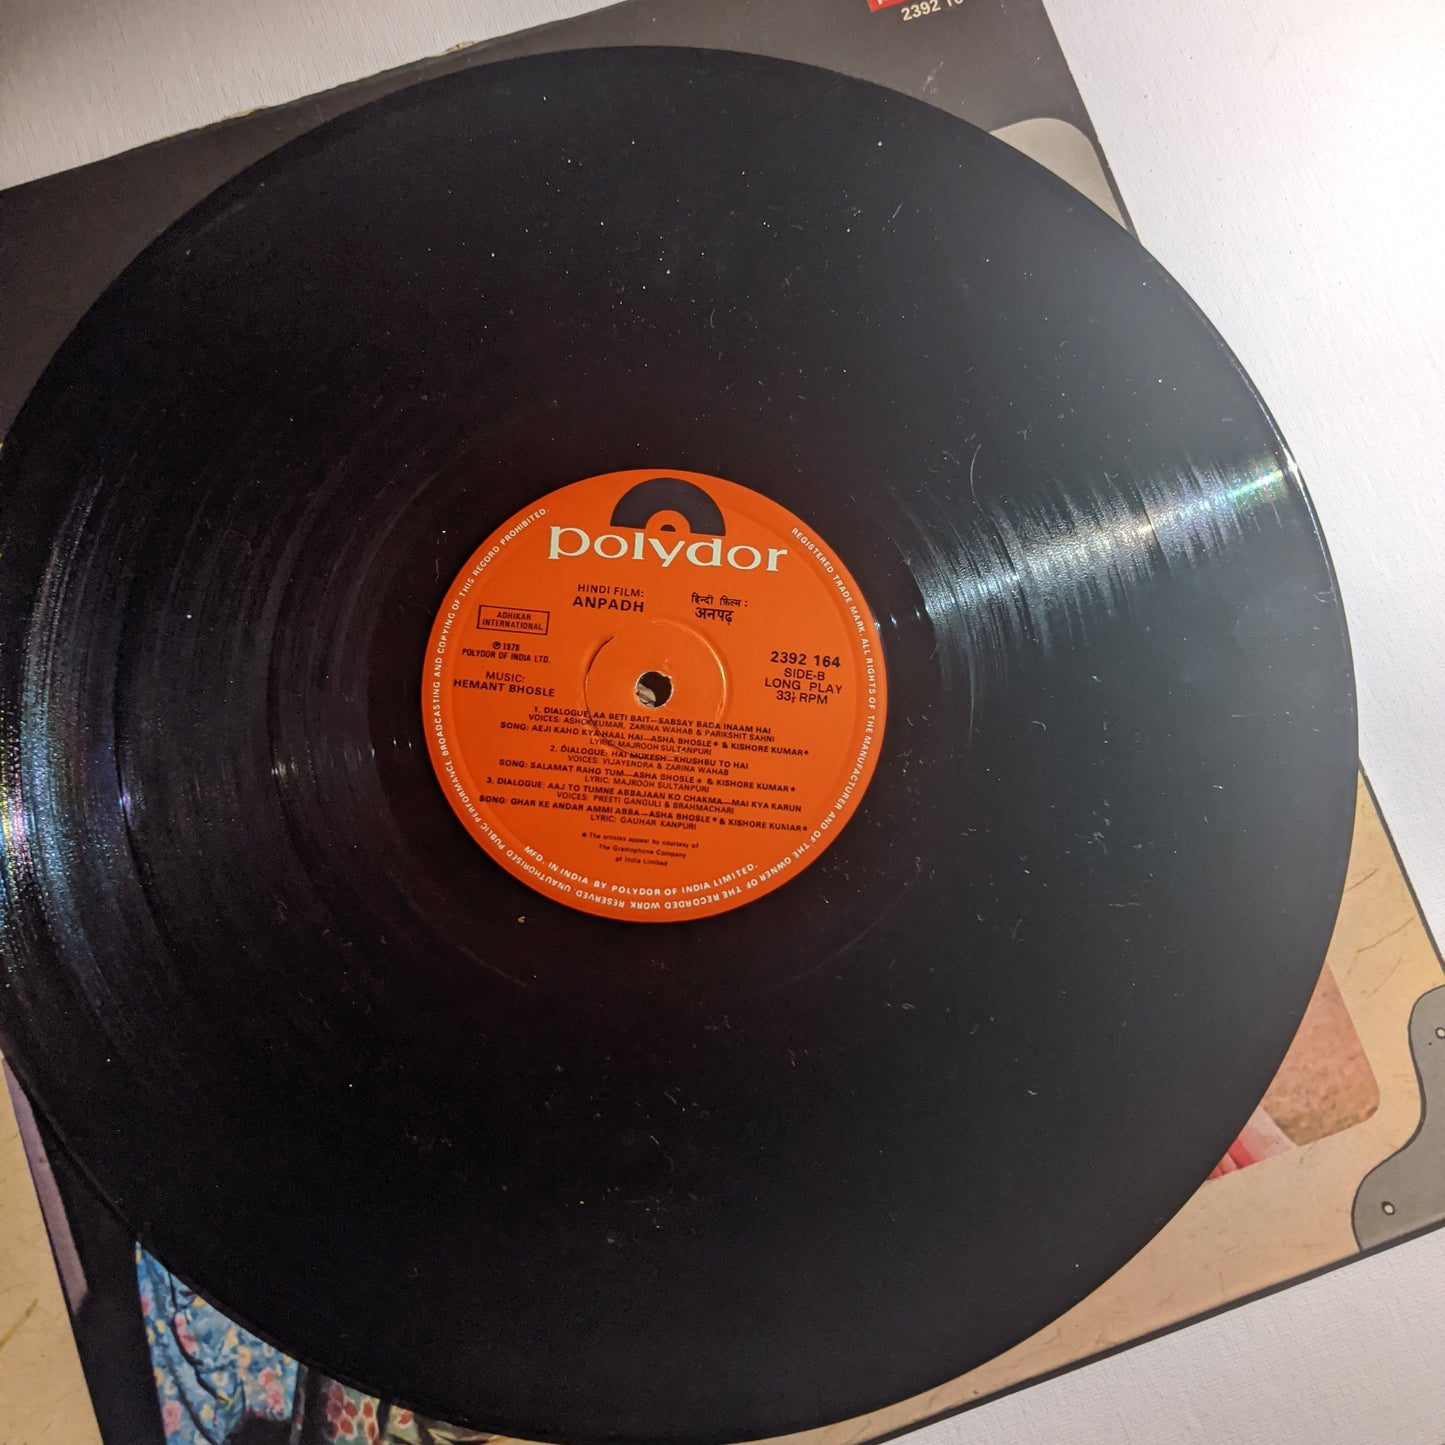 2392
polydor
HINDI FILM:
ANPADH
हिन्दी फ़िल्म :
अनपढ़
ADHIKAR
INTERNATIONAL
℗ 1978
POLYDOR OF INDIA LTD.
MUSIC:
HEMANT BHOSLE
2392 164
SIDE-B
LONG PLAY
33⅓ RPM
1. DIALOGUE: AA BETI BAIT—SABSAY BADA INAAM HAI
VOICES: ASHOK KUMAR, ZARINA WAHAB & PARIKSHIT SAHNI
SONG: AEJI KAHO KYA HAAL HAI—ASHA BHOSLE* & KISHORE KUMAR*
LYRIC: MAJROOH SULTANPURI
2. DIALOGUE: HAI MUKESH—KHUSHBU TO HAI
VOICES: VIJAYENDRA & ZARINA WAHAB
SONG: SALAMAT RAHO TUM—ASHA BHOSLE* & KISHORE KUMAR*
LYRIC: MAJROOH SULTANPURI
3. DIALOGUE: AAJ TO TUMNE ABBAJAAN KO CHAKMA—MAI KYA KARUN
VOICES: PREETI GANGULI & BRAHMACHARI
SONG: GHAR KE ANDAR AMMI ABBA—ASHA BHOSLE* & KISHORE KUMAR*
LYRIC: GAUHAR KANPURI
* The artistes appear by courtesy of
The Gramophone Company
of India Limited
REGISTERED TRADE MARK. ALL RIGHTS OF THE MANUFACTURER AND OF THE OWNER OF THE RECORDED WORK RESERVED. UNAUTHORISED PUBLIC PERFORMANCE, BROADCASTING AND COPYING OF THIS RECORD PROHIBITED.
MFD. IN INDIA BY POLYDOR OF INDIA LIMITED.